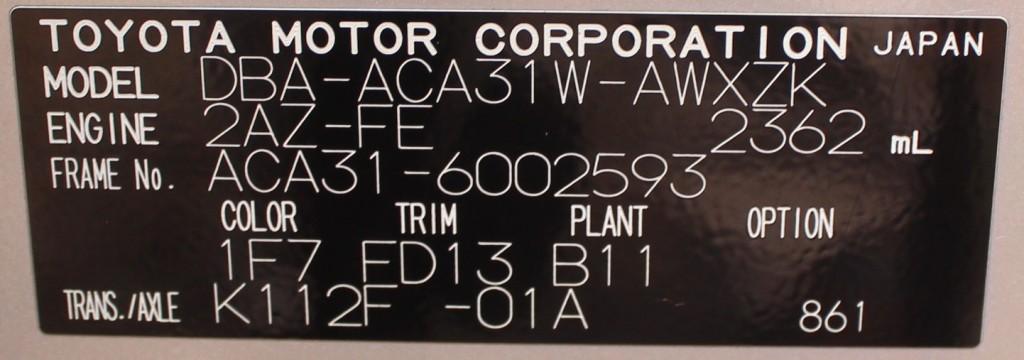 TOYOTA MOTOR CORPORATION JAPAN
MODEL DBA-ACA31W-AWXZK
ENGINE 2AZ-FE 2362 mL
FRAME No. ACA31-6002593
COLOR TRIM PLANT OPTION
1F7 FD13 B11
TRANS./AXLE K112F -01A 861